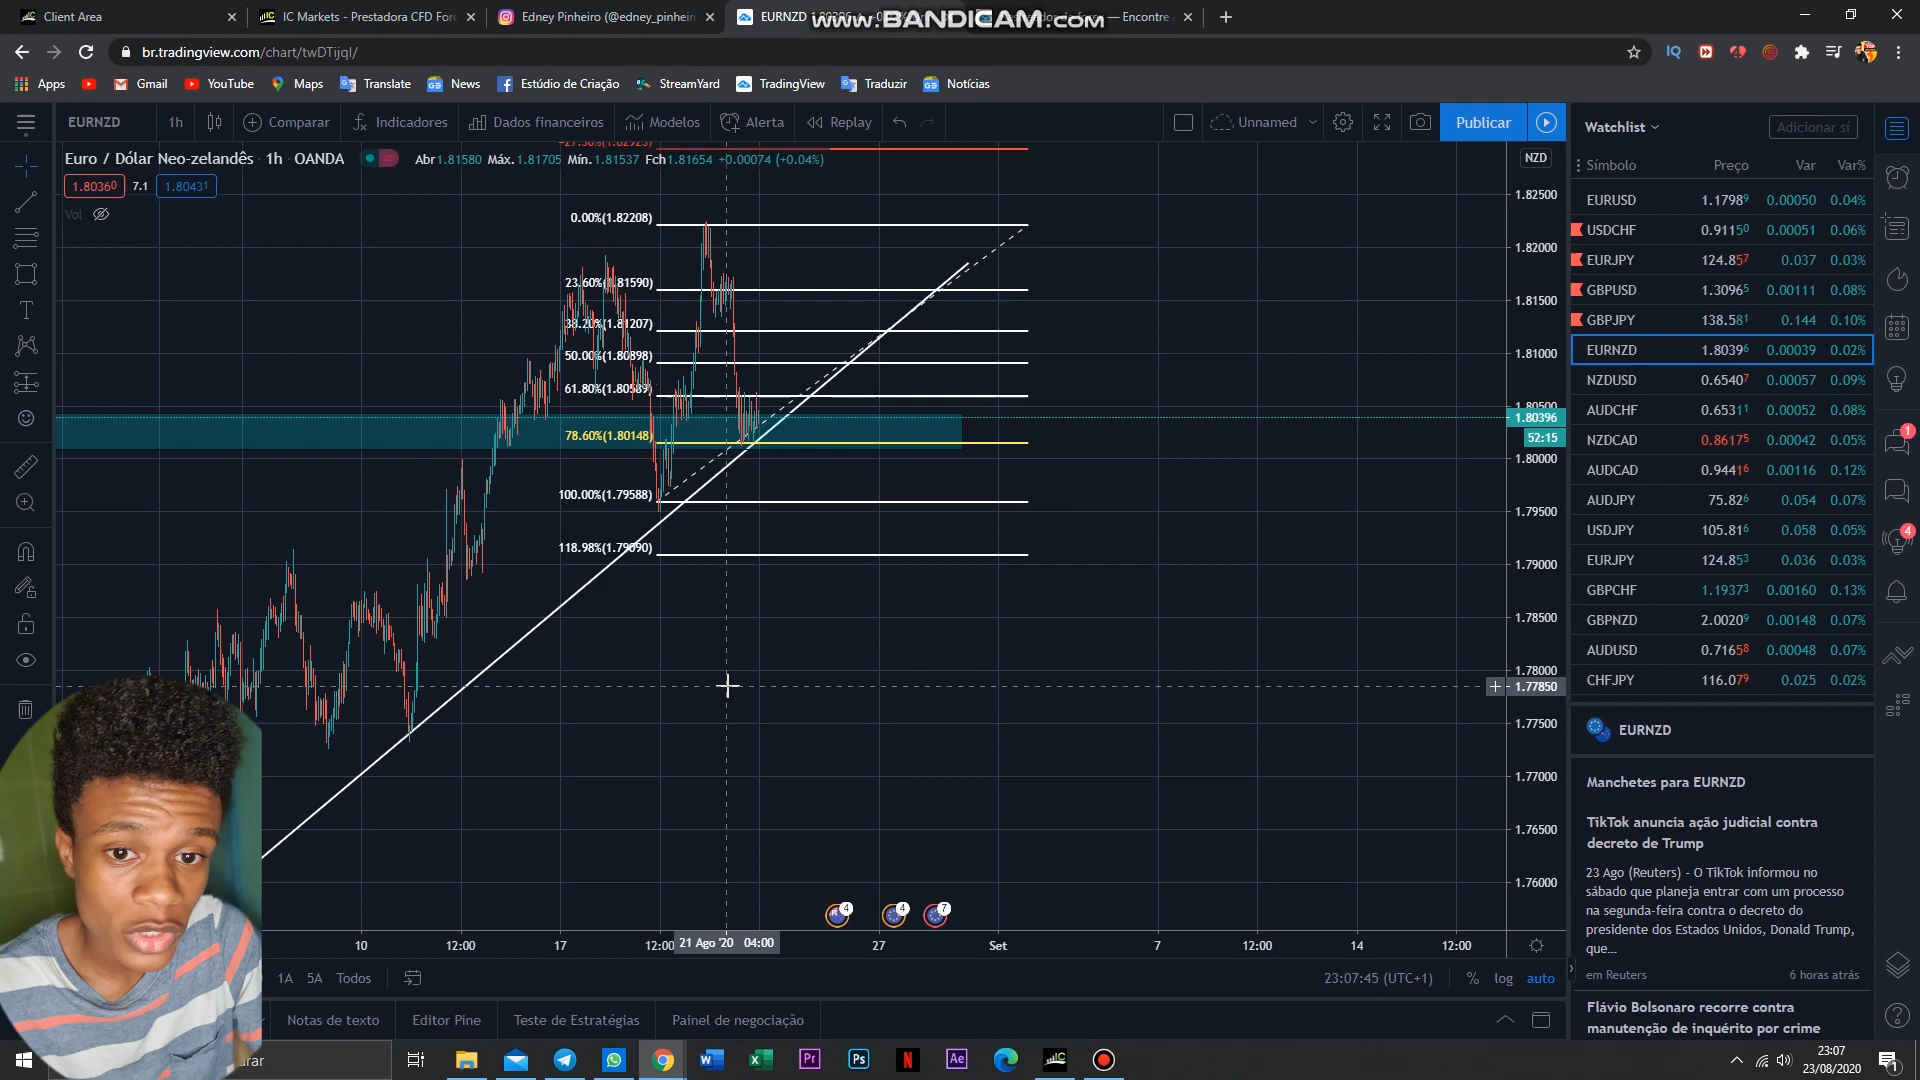 Client Area
IC Markets - Prestadora CFD For
Edney Pinheiro (@edney_pinhei
EURNZD
www.BANDICAM.com
— Encontre
br.tradingview.com/chart/twDTijql/
Apps
Gmail
YouTube
Maps
Translate
News
Estúdio de Criação
StreamYard
TradingView
Traduzir
Notícias
EURNZD
1h
Comparar
Indicadores
Dados financeiros
Modelos
Alerta
Replay
Unnamed
Publicar
Euro / Dólar Neo-zelandês · 1h · OANDA
Abr1.81580 Máx.1.81705 Mín.1.81537 Fch1.81654 +0.00074 (+0.04%)
1.80360
7.1
1.80431
Vol
0.00%(1.82208)
23.60%(1.81590)
38.20%(1.81207)
50.00%(1.80898)
61.80%(1.80589)
78.60%(1.80148)
100.00%(1.79588)
118.98%(1.79090)
NZD
1.82500
1.82000
1.81500
1.81000
1.80500
1.80396
52:15
1.80000
1.79500
1.79000
1.78500
1.78000
1.77850
1.77500
1.77000
1.76500
1.76000
4
4
7
10
12:00
17
12:00
21 Ago '20 04:00
27
Set
7
12:00
14
12:00
1A
5A
Todos
23:07:45 (UTC+1)
%
log
auto
Notas de texto
Editor Pine
Teste de Estratégias
Painel de negociação
Watchlist
Adicionar sí
Símbolo Preço Var Var%
EURUSD 1.17989 0.00050 0.04%
USDCHF 0.91150 0.00051 0.06%
EURJPY 124.857 0.037 0.03%
GBPUSD 1.30965 0.00111 0.08%
GBPJPY 138.581 0.144 0.10%
EURNZD 1.80396 0.00039 0.02%
NZDUSD 0.65407 0.00057 0.09%
AUDCHF 0.65311 0.00052 0.08%
NZDCAD 0.86175 0.00042 0.05%
AUDCAD 0.94416 0.00116 0.12%
AUDJPY 75.826 0.054 0.07%
USDJPY 105.816 0.058 0.05%
EURJPY 124.853 0.036 0.03%
GBPCHF 1.19373 0.00160 0.13%
GBPNZD 2.00209 0.00148 0.07%
AUDUSD 0.71658 0.00048 0.07%
CHFJPY 116.079 0.025 0.02%
EURNZD
Manchetes para EURNZD
TikTok anuncia ação judicial contra
decreto de Trump
23 Ago (Reuters) - O TikTok informou no
sábado que planeja entrar com um processo
na segunda-feira contra o decreto do
presidente dos Estados Unidos, Donald Trump,
que...
em Reuters
6 horas atrás
Flávio Bolsonaro recorre contra
manutenção de inquérito por crime
1
4
rar
Pr
Ps
N
Ae
IC
23:07
23/08/2020
1